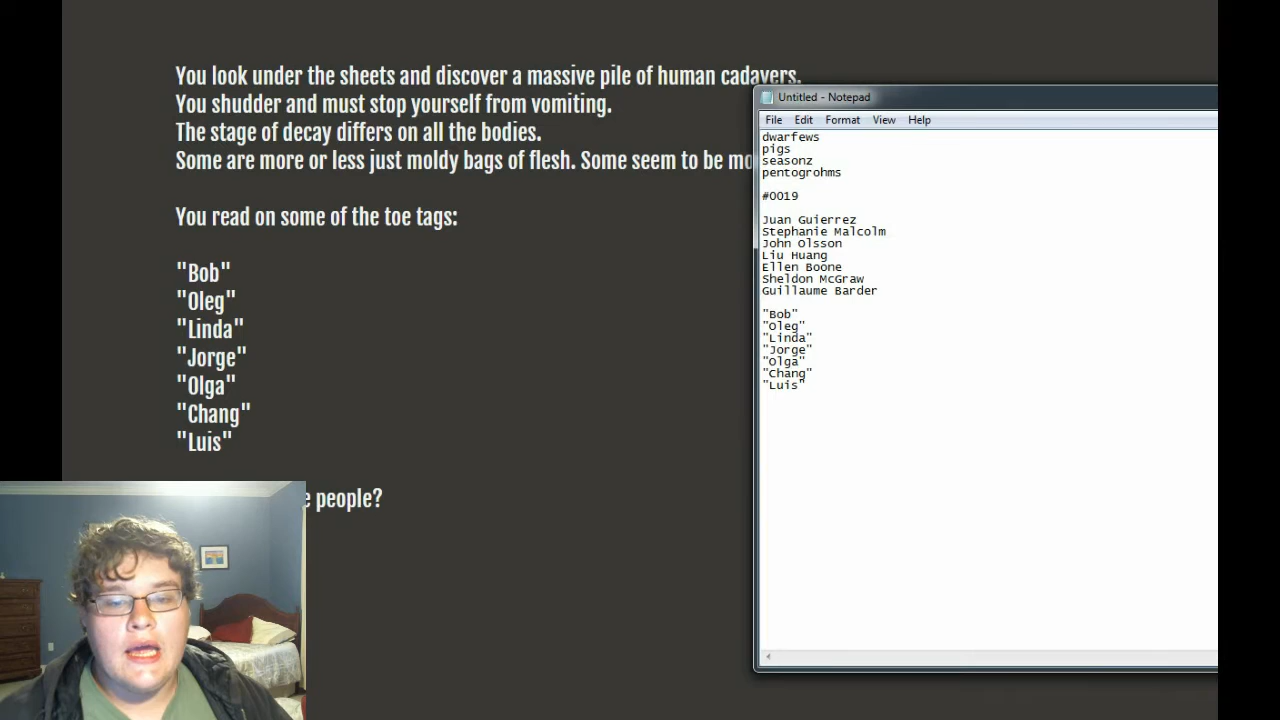 You look under the sheets and discover a massive pile of human cadavers.
You shudder and must stop yourself from vomiting.
The stage of decay differs on all the bodies.
Some are more or less just moldy bags of flesh. Some seem to be
You read on some of the toe tags:
"Bob"
"Oleg"
"Linda"
"Jorge"
"Olga"
"Chang"
"Luis"
people?
Untitled - Notepad
File Edit Format View Help
dwarfews
pigs
seasonz
pentogrohms
#0019
Juan Guierrez
Stephanie Malcolm
John Olsson
Liu Huang
Ellen Boone
Sheldon McGraw
Guillaume Barder
"Bob"
"Oleg"
"Linda"
"Jorge"
"Olga"
"Chang"
"Luis"